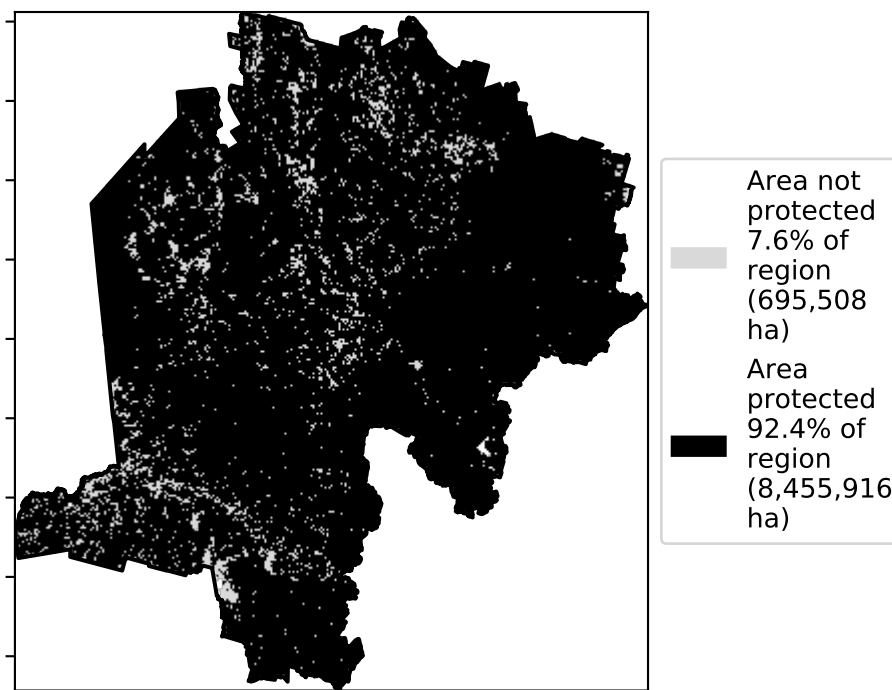 Area not
protected
7.6% of
region
(695,508
ha)
Area
protected
92.4% of
region
(8,455,916
ha)